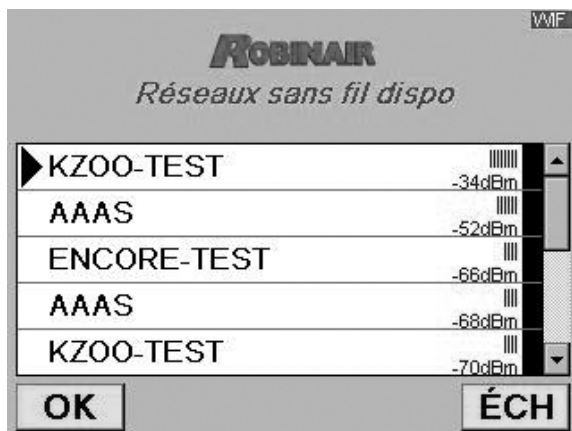 WIF
ROBINAIR
Réseaux sans fil dispo
KZOO-TEST
-34dBm
AAAS
-52dBm
ENCORE-TEST
-66dBm
AAAS
-68dBm
KZOO-TEST
-70dBm
OK
ÉCH